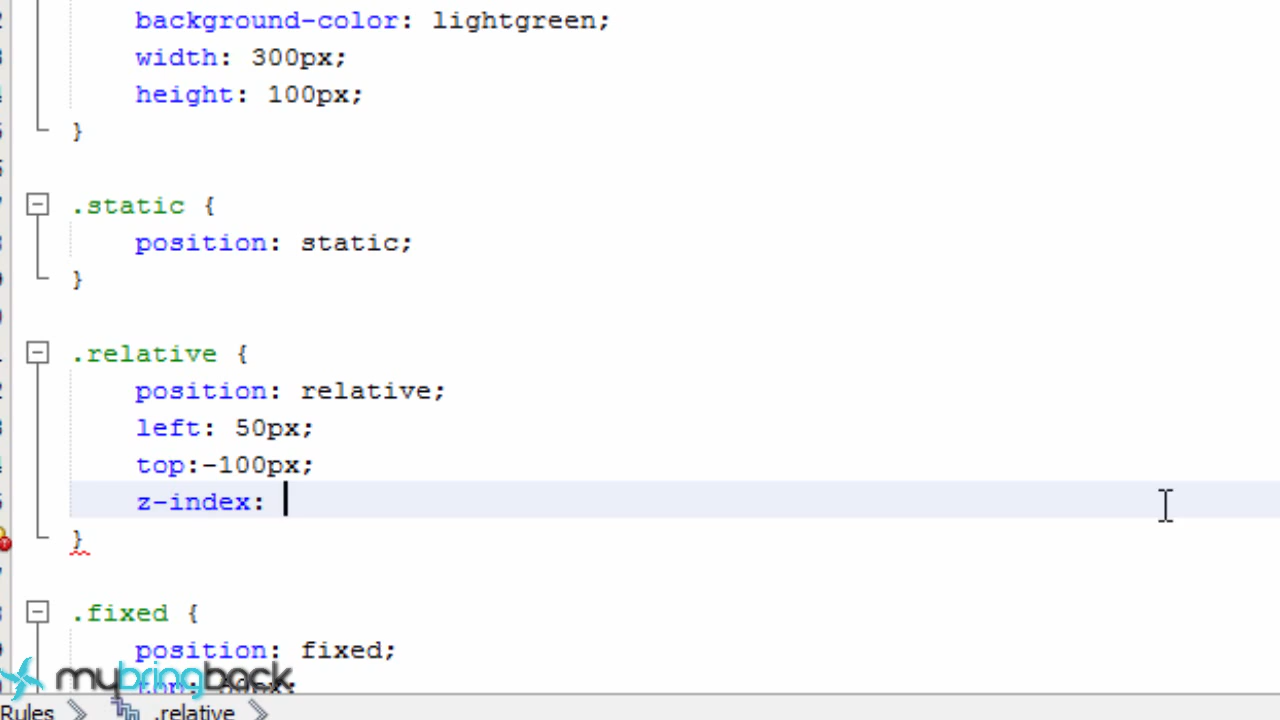 background-color: lightgreen;
width: 300px;
height: 100px;
}
.static {
position: static;
}
.relative {
position: relative;
left: 50px;
top:-100px;
z-index:
}
.fixed {
position: fixed;
mybringback
Rules
.relative